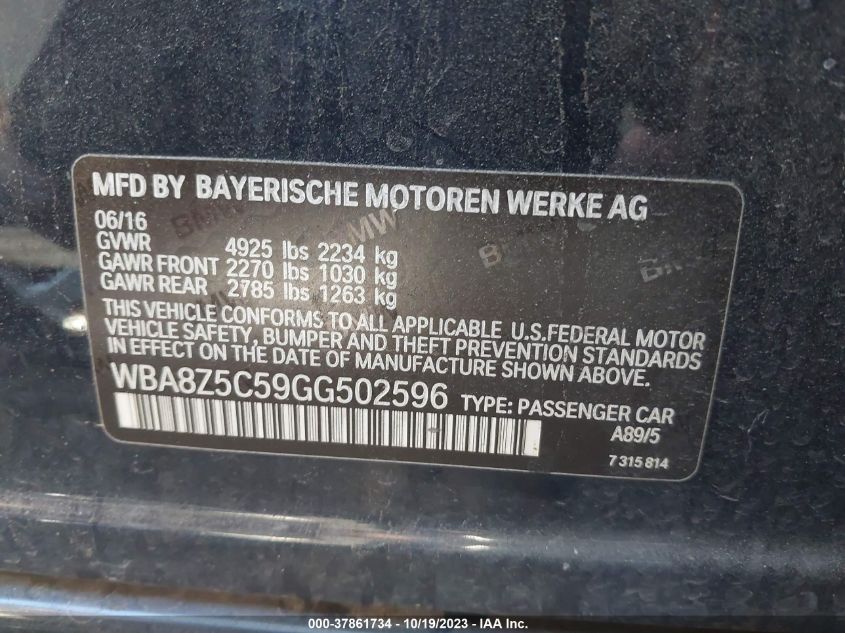 MFD BY BAYERISCHE MOTOREN WERKE AG
06/16
GVWR 4925 lbs 2234 kg
GAWR FRONT 2270 lbs 1030 kg
GAWR REAR 2785 lbs 1263 kg
THIS VEHICLE CONFORMS TO ALL APPLICABLE U.S.FEDERAL MOTOR
VEHICLE SAFETY, BUMPER AND THEFT PREVENTION STANDARDS
IN EFFECT ON THE DATE OF MANUFACTURE SHOWN ABOVE.
WBA8Z5C59GG502596 TYPE: PASSENGER CAR
A89/5
7 315 814
000-37861734 - 10/19/2023 - IAA Inc.